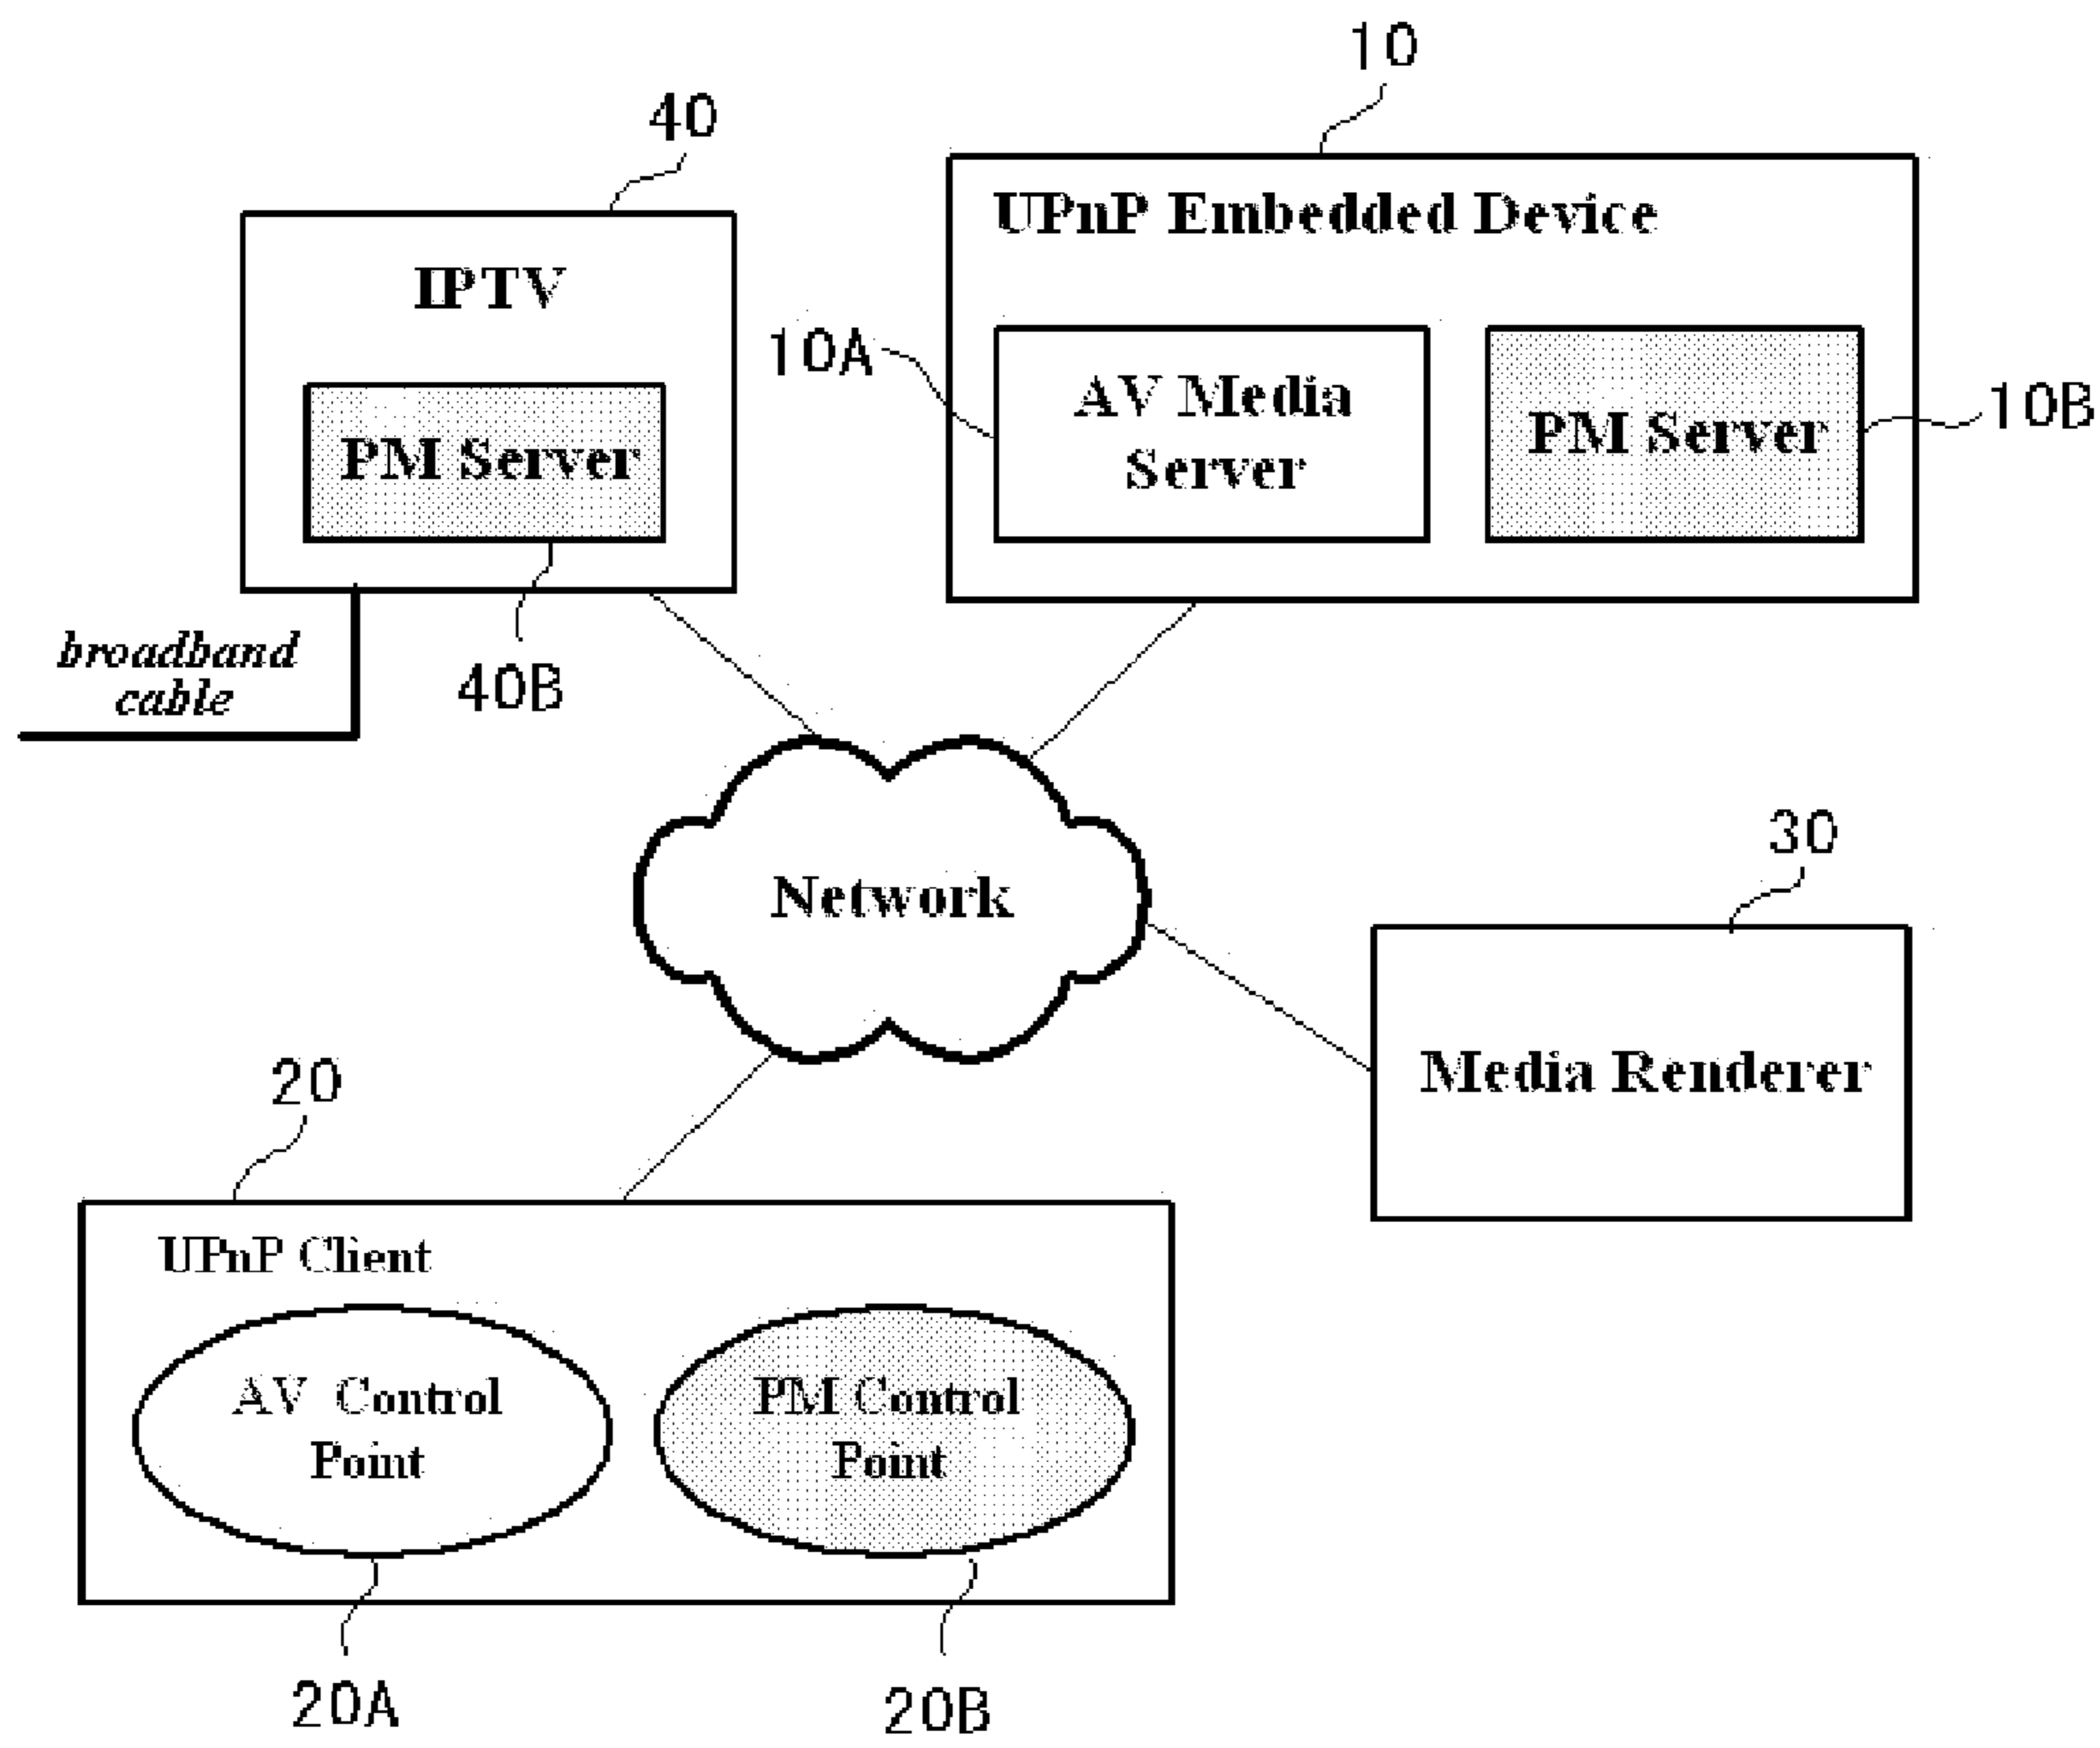 10
40
UPnP Embedded Device
IPTV
10A
AV Media
Server
PM Server
10B
PM Server
broadband
cable
40B
Network
30
Media Renderer
20
UPnP Client
AV Control
Point
PM Control
Point
20A
20B